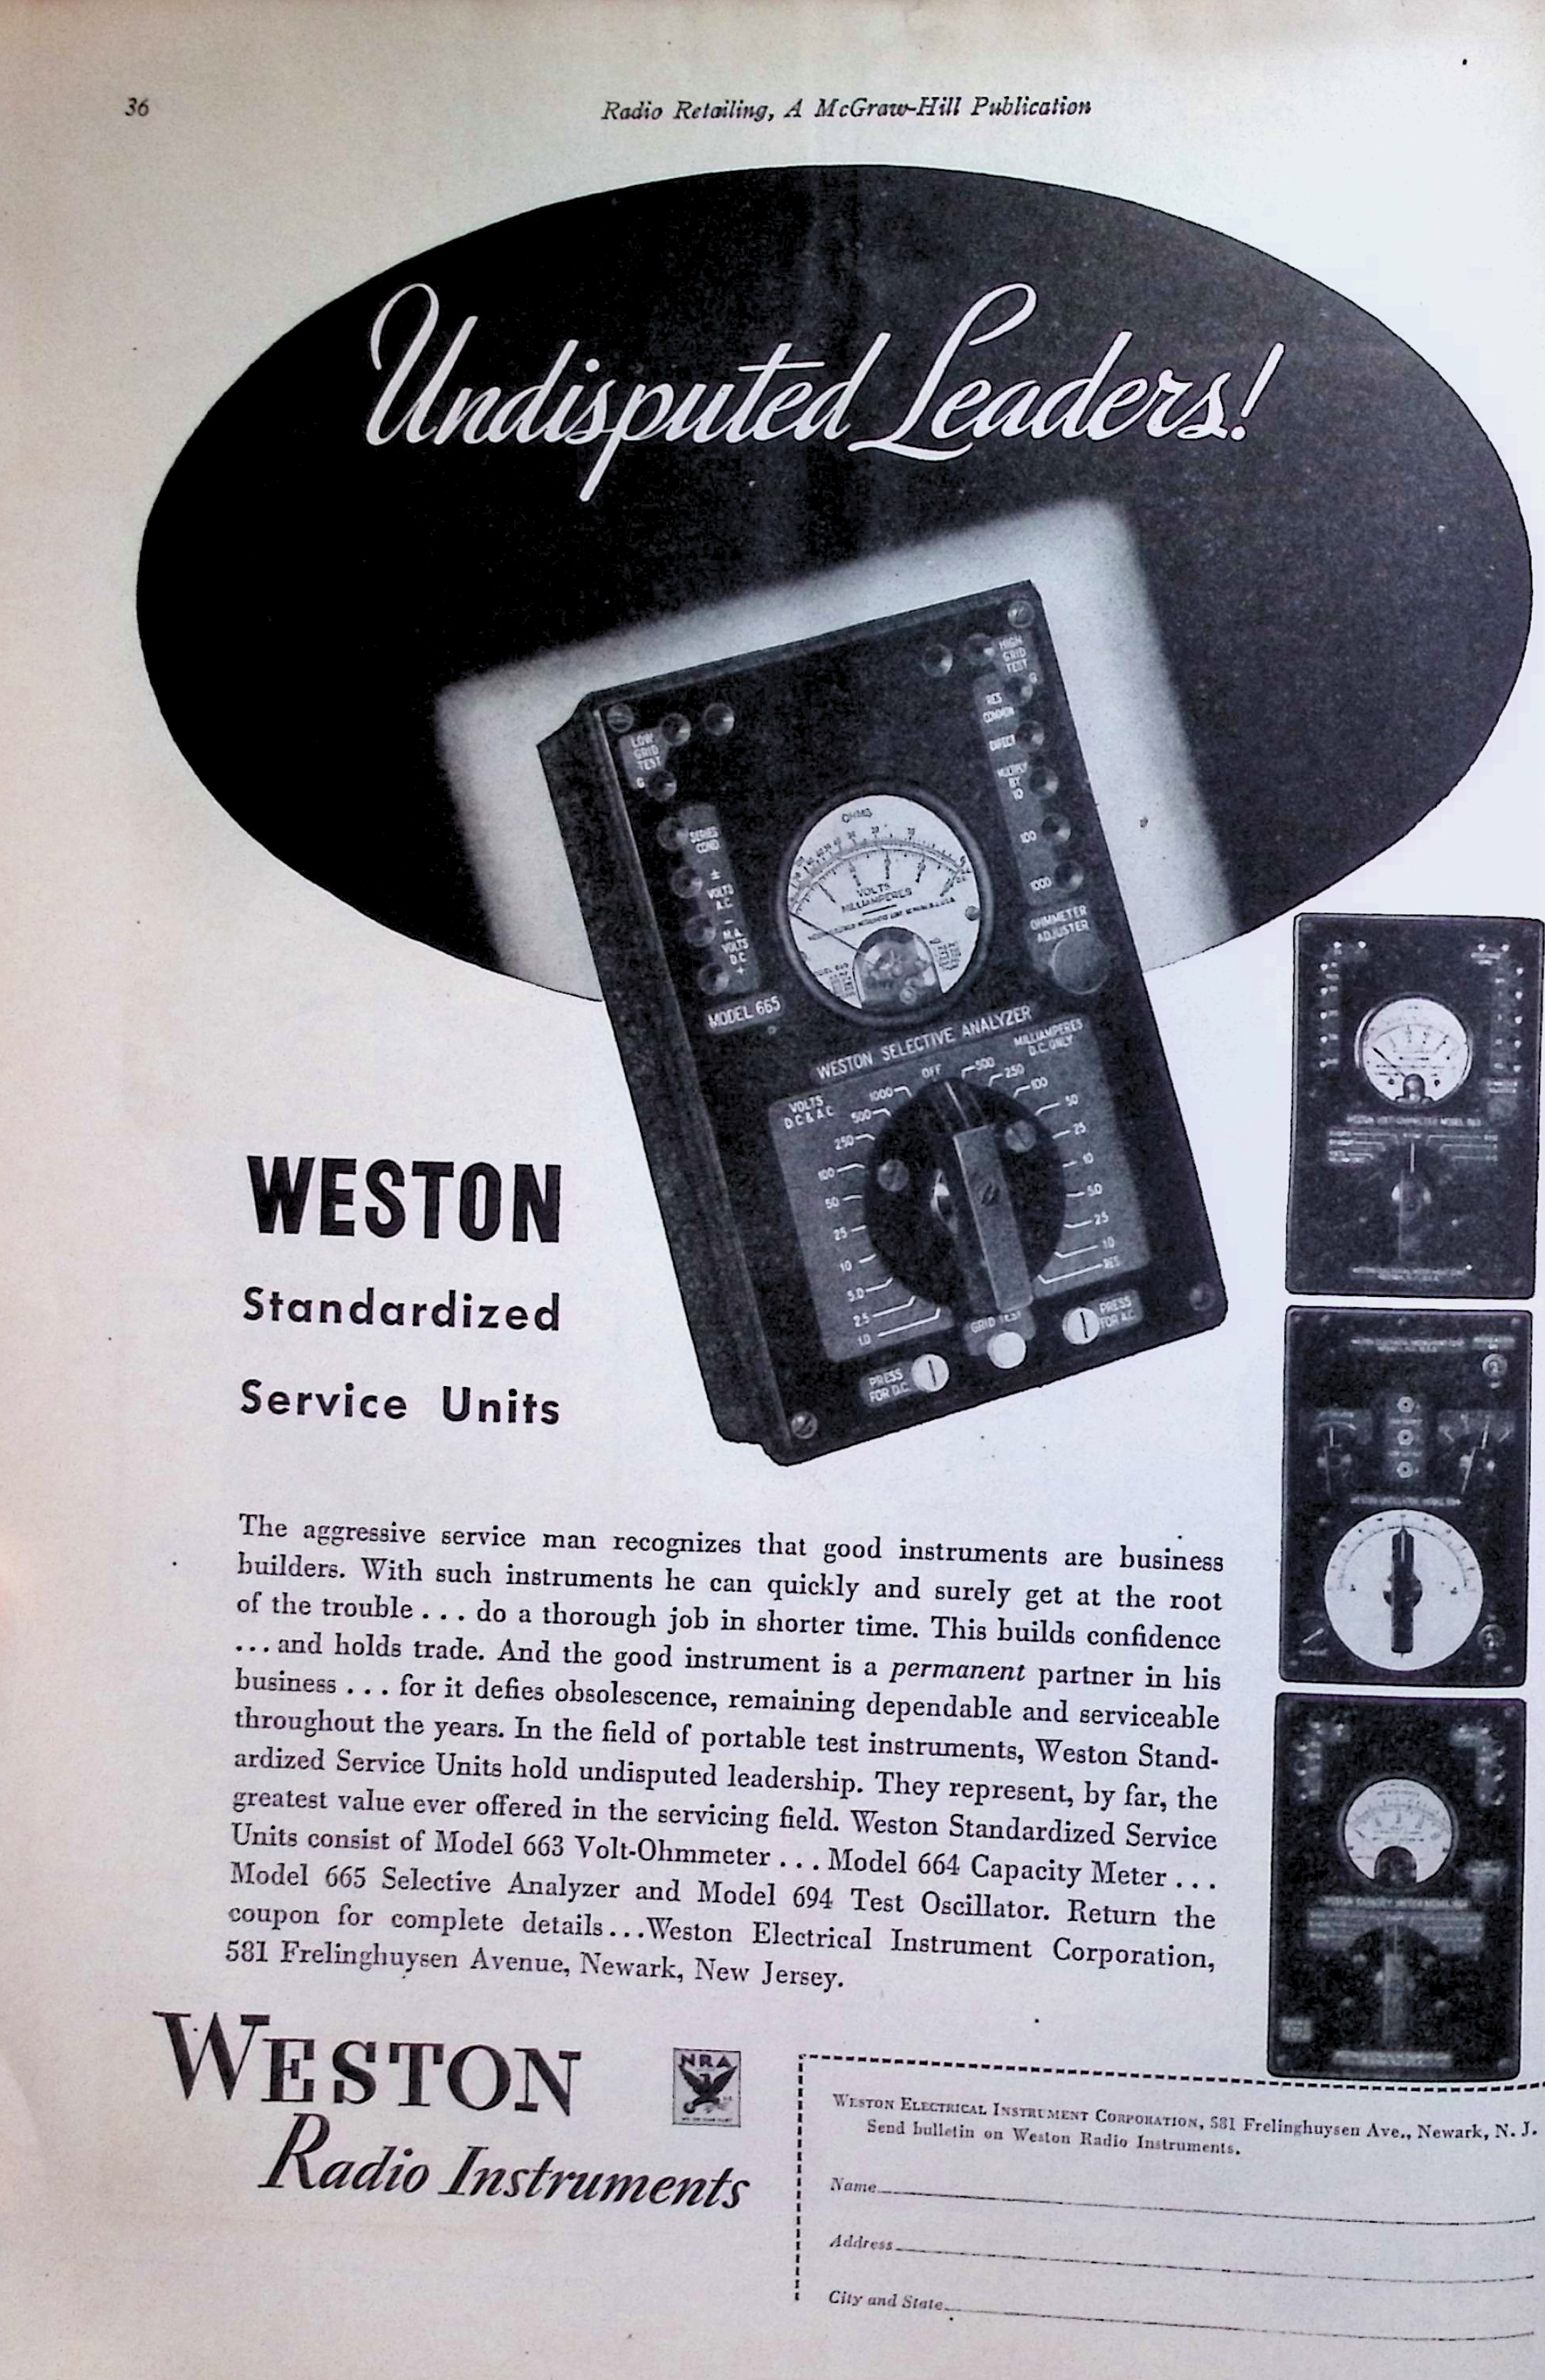 36
Radio Retailing, A McGraw-Hill Publication
Undisputed Leaders!
HIGH
GRID
TEST
G
RES
COMMON
DIRECT
MULTIPLY
BY
10
100
1000
OHMMETER
ADJUSTER
LOW
GRID
TEST
G
SERIES
COND
±
VOLTS
A.C.
-
M.A.
VOLTS
D.C
+
OHMS
VOLTS
MILLIAMPERES
MODEL 665
WESTON SELECTIVE ANALYZER
VOLTS
D.C. & A.C.
MILLIAMPERES
D.C. ONLY
OFF
1000
500
250
100
50
25
10
5.0
2.5
1.0
500
250
100
50
25
10
5.0
2.5
1.0
RES
PRESS
FOR D.C.
GRID TEST
PRESS
FOR A.C.
WESTON
Standardized
Service Units
The aggressive service man recognizes that good instruments are business
builders. With such instruments he can quickly and surely get at the root
of the trouble . . . do a thorough job in shorter time. This builds confidence
. . . and holds trade. And the good instrument is a permanent partner in his
business . . . for it defies obsolescence, remaining dependable and serviceable
throughout the years. In the field of portable test instruments, Weston Stand-
ardized Service Units hold undisputed leadership. They represent, by far, the
greatest value ever offered in the servicing field. Weston Standardized Service
Units consist of Model 663 Volt-Ohmmeter . . . Model 664 Capacity Meter . . .
Model 665 Selective Analyzer and Model 694 Test Oscillator. Return the
coupon for complete details . . . Weston Electrical Instrument Corporation,
581 Frelinghuysen Avenue, Newark, New Jersey.
WESTON
Radio Instruments
NRA
WESTON ELECTRICAL INSTRUMENT CORPORATION, 581 Frelinghuysen Ave., Newark, N. J.
Send bulletin on Weston Radio Instruments.
Name
Address
City and State